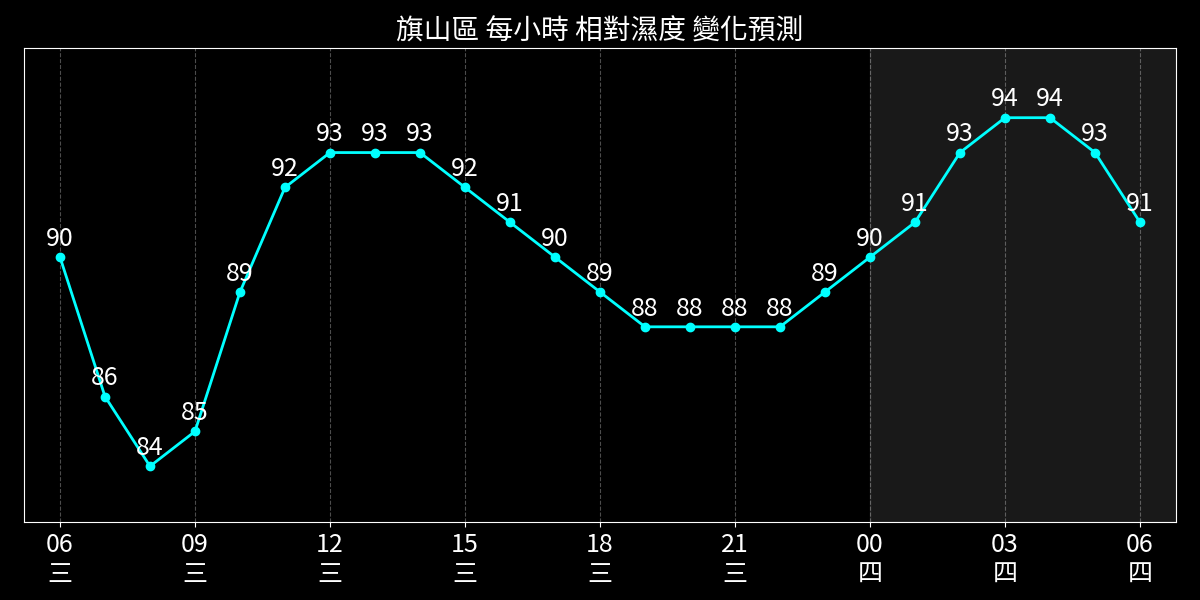 旗山區 每小時 相對濕度 變化預測
90 86 84 85 89 92 93 93 93 92 91 90 89 88 88 88 88 89 90 91 93 94 94 93 91
06 09 12 15 18 21 00 03 06
三 三 三 三 三 三 四 四 四